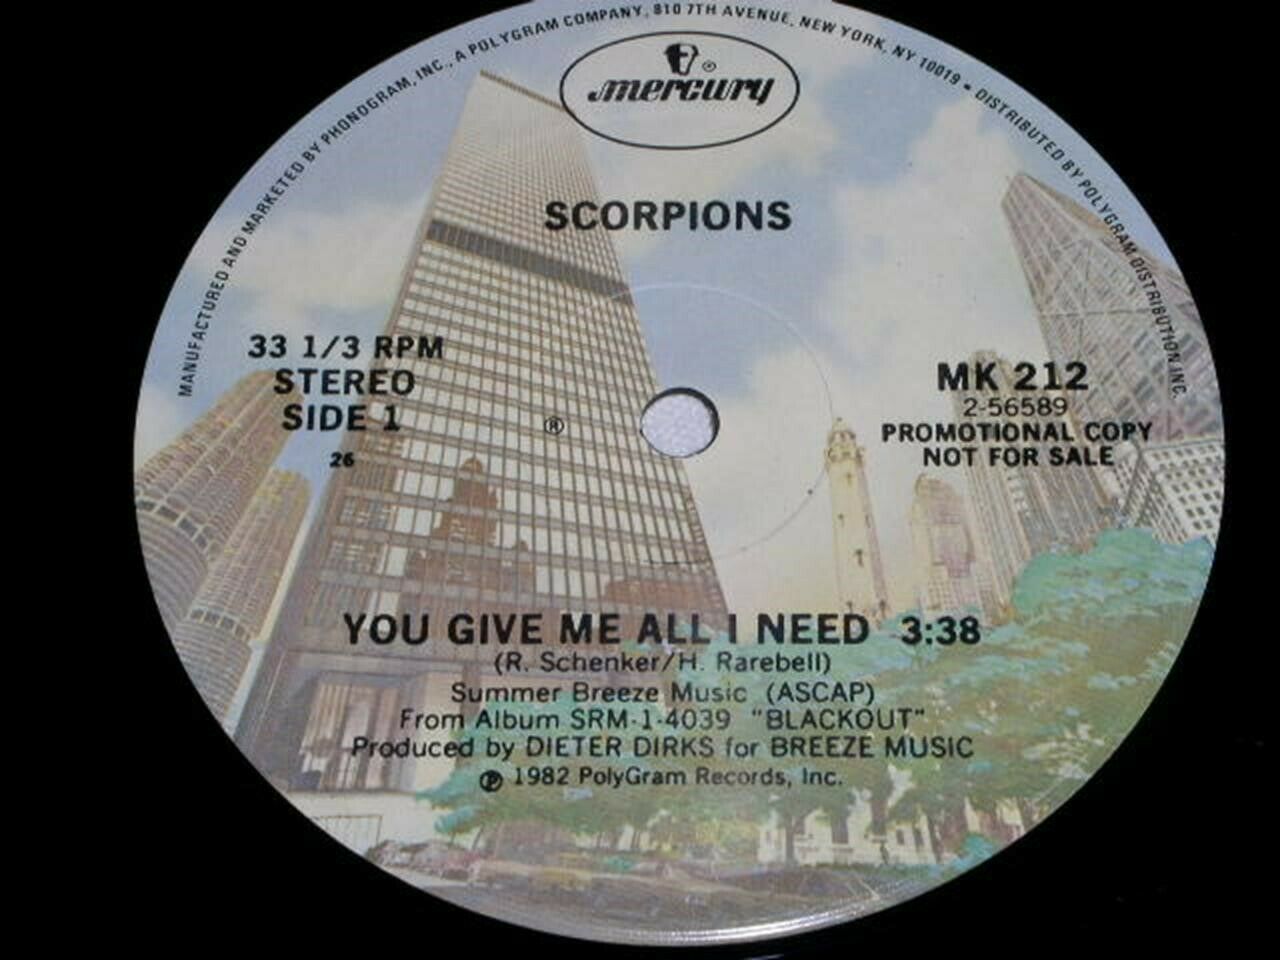 MANUFACTURED AND MARKETED BY PHONOGRAM, INC., A POLYGRAM COMPANY, 810 7TH AVENUE, NEW YORK, NY 10019 • DISTRIBUTED BY POLYGRAM DISTRIBUTION, INC.
®
mercury
SCORPIONS
33 1/3 RPM
STEREO
SIDE 1
26
®
MK 212
2-56589
PROMOTIONAL COPY
NOT FOR SALE
YOU GIVE ME ALL I NEED 3:38
(R. Schenker/H. Rarebell)
Summer Breeze Music (ASCAP)
From Album SRM-1-4039 "BLACKOUT"
Produced by DIETER DIRKS for BREEZE MUSIC
℗ 1982 PolyGram Records, Inc.